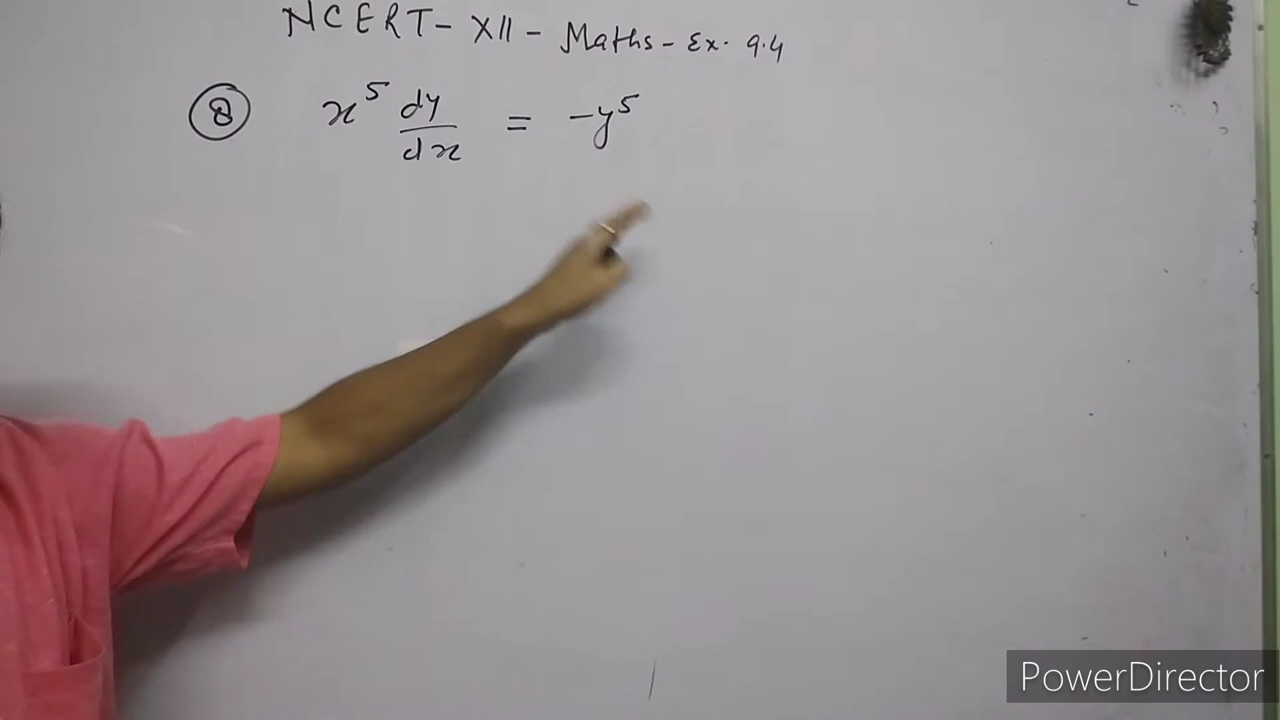 NCERT - XII - Maths - Ex. 9.4
⑧ x⁵ dy/dx = -y⁵
PowerDirector